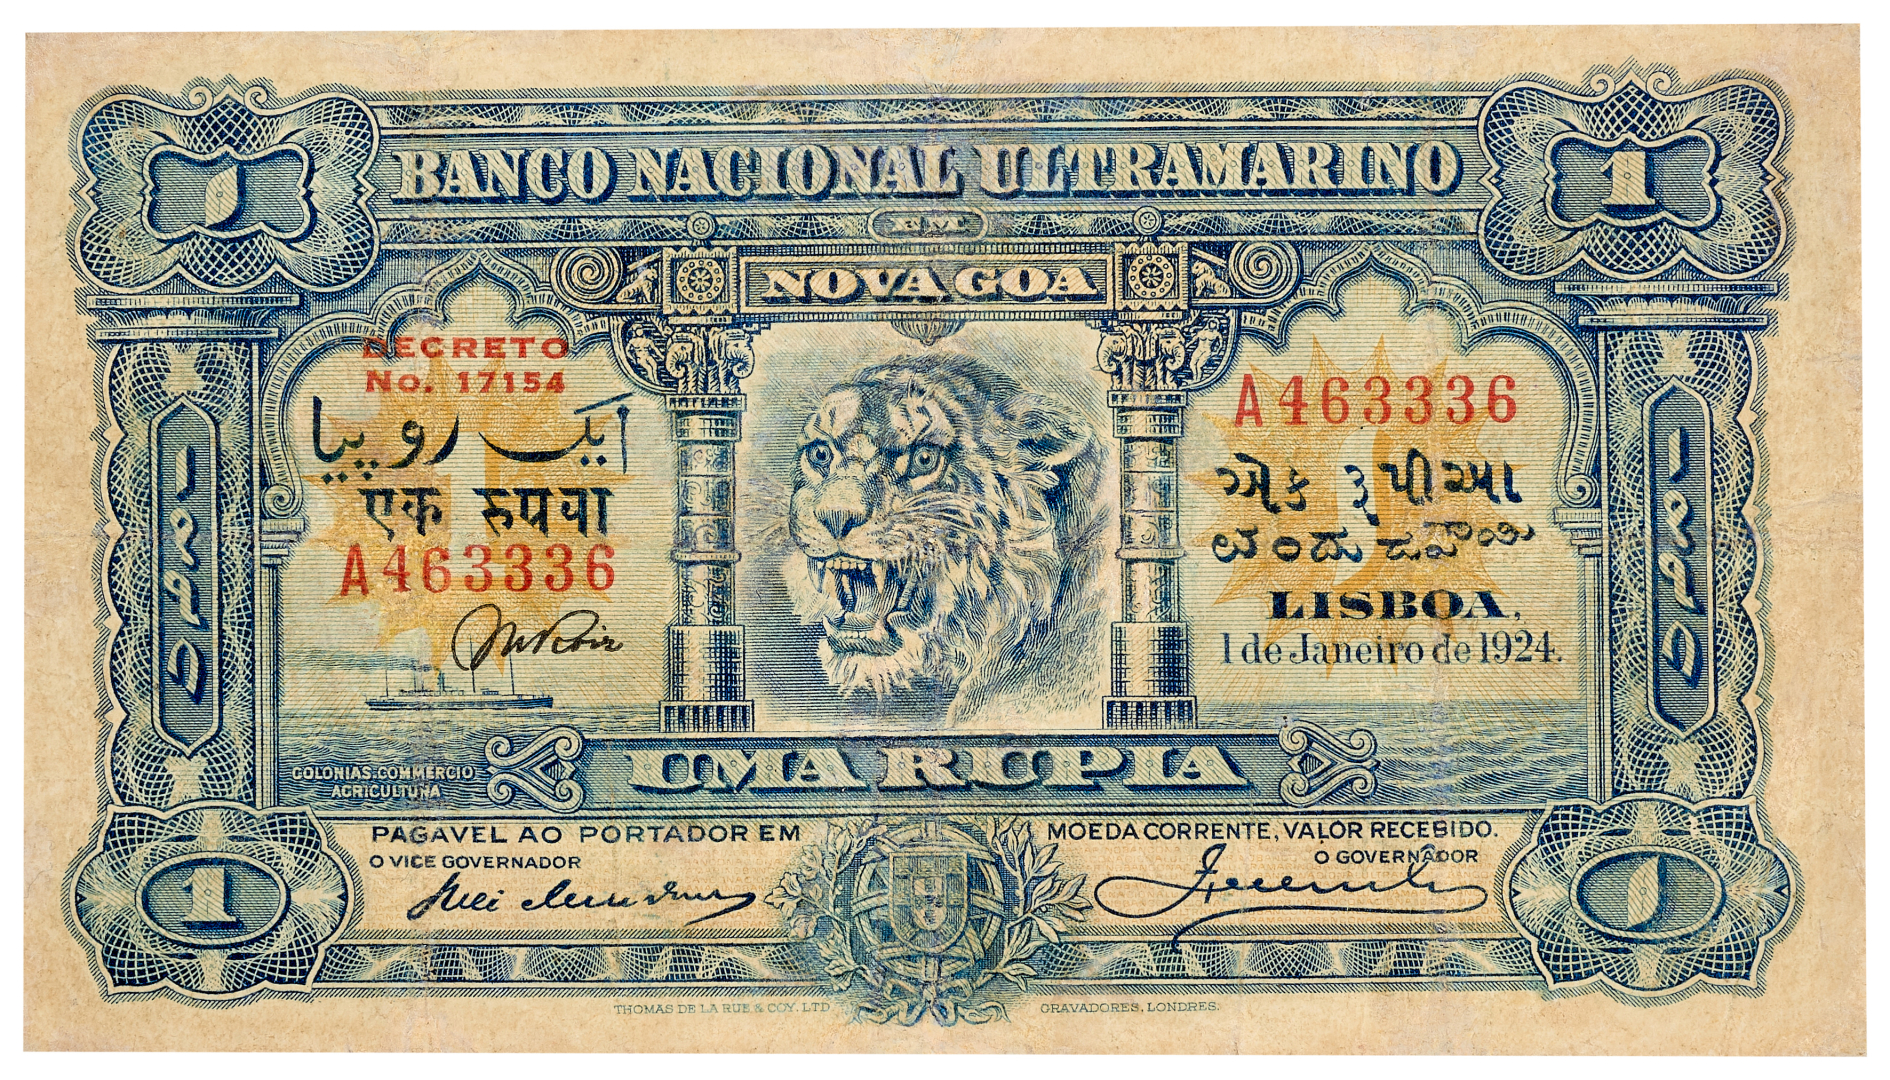 BANCO NACIONAL ULTRAMARINO
1
1
EM
NOVA GOA
DECRETO
No. 17154
ایک روپیا
एक रुपया
A463336
A463336
એક રૂપીઆ
LISBOA,
1 de Janeiro de 1924.
COLONIAS:COMMERCIO
AGRICULTURA
UMA RUPIA
PAGAVEL AO PORTADOR EM MOEDA CORRENTE, VALOR RECEBIDO.
O VICE GOVERNADOR
O GOVERNADOR
1
THOMAS DE LA RUE & COY. LTD. GRAVADORES, LONDRES.